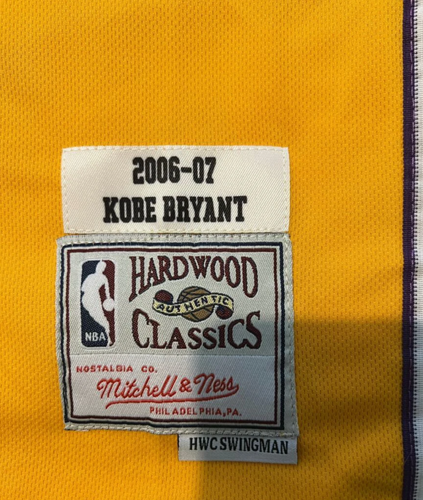 2006-07
KOBE BRYANT
HARDWOOD
AUTHENTIC
CLASSICS
NBA
NOSTALGIA CO.
Mitchell & Ness
PHILADELPHIA, PA.
HWC SWINGMAN